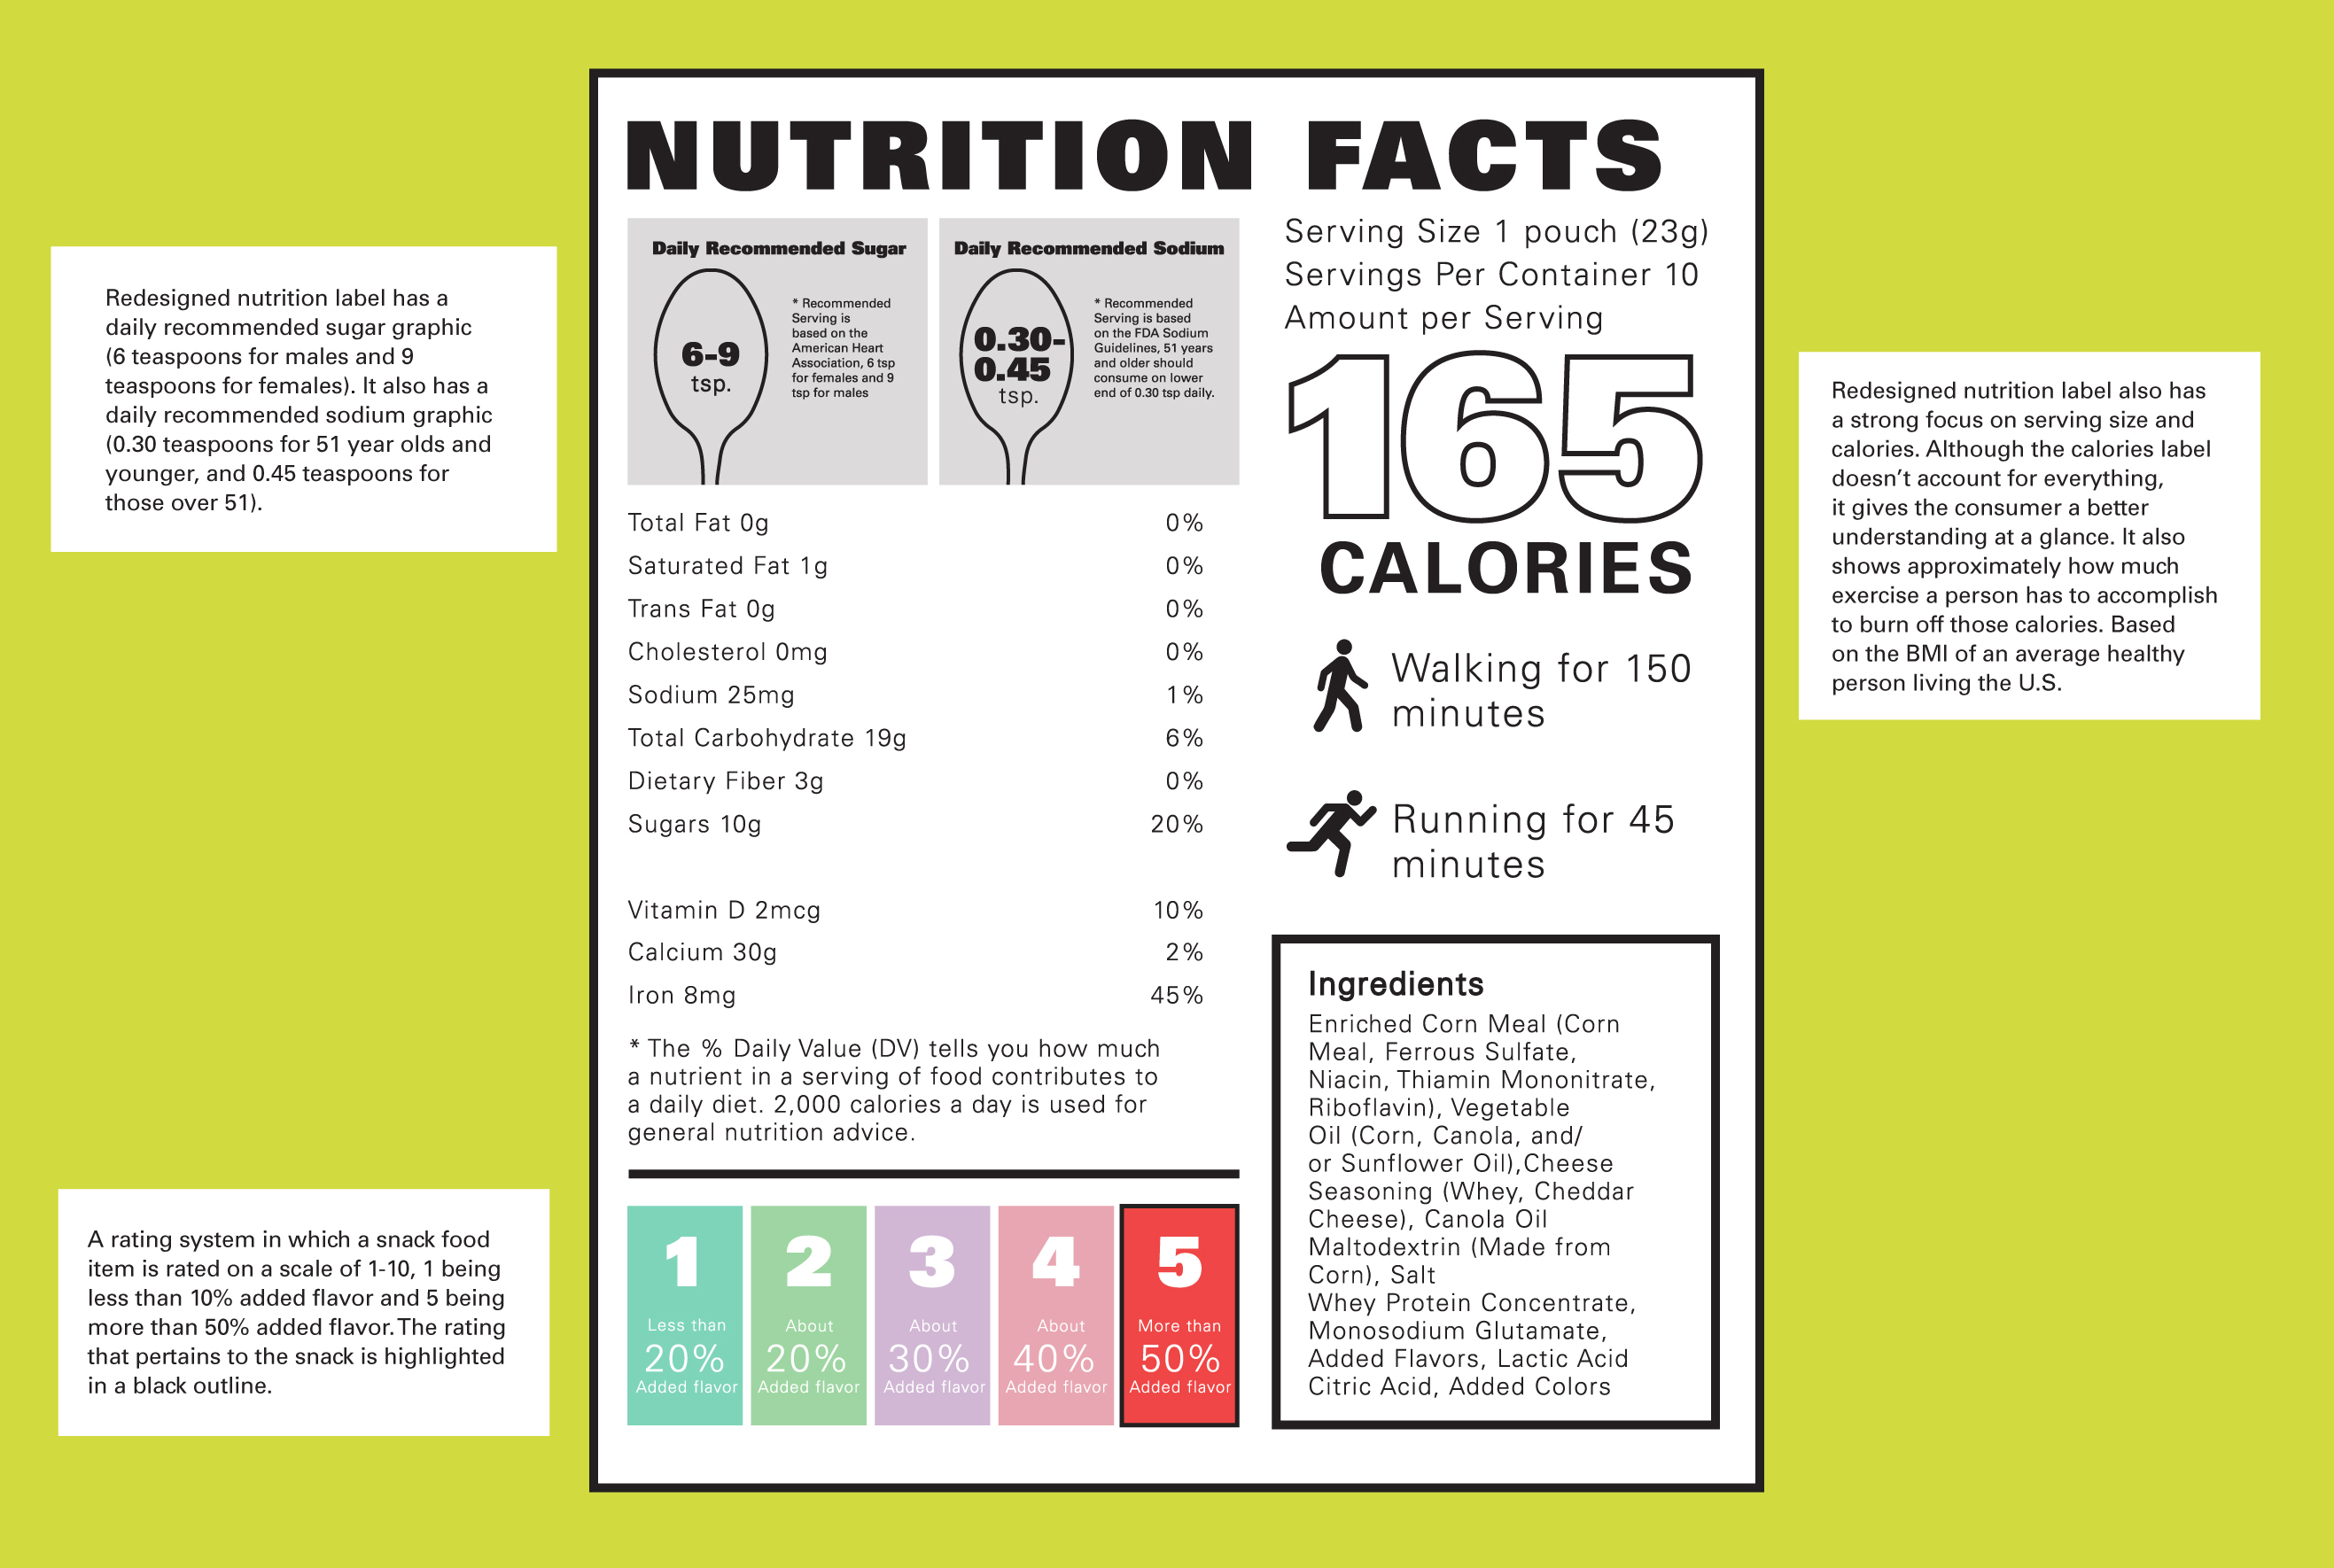 NUTRITION FACTS
Redesigned nutrition label has a
daily recommended sugar graphic
(6 teaspoons for males and 9
teaspoons for females). It also has a
daily recommended sodium graphic
(0.30 teaspoons for 51 year olds and
younger, and 0.45 teaspoons for
those over 51).
Daily Recommended Sugar
6-9
tsp.
* Recommended
Serving is
based on the
American Heart
Association, 6 tsp
for females and 9
tsp for males
Daily Recommended Sodium
0.30-
0.45
tsp.
* Recommended
Serving is based
on the FDA Sodium
Guidelines, 51 years
and older should
consume on lower
end of 0.30 tsp daily.
Serving Size 1 pouch (23g)
Servings Per Container 10
Amount per Serving
165
CALORIES
Walking for 150
minutes
Running for 45
minutes
Redesigned nutrition label also has
a strong focus on serving size and
calories. Although the calories label
doesn't account for everything,
it gives the consumer a better
understanding at a glance. It also
shows approximately how much
exercise a person has to accomplish
to burn off those calories. Based
on the BMI of an average healthy
person living the U.S.
Total Fat 0g 0%
Saturated Fat 1g 0%
Trans Fat 0g 0%
Cholesterol 0mg 0%
Sodium 25mg 1%
Total Carbohydrate 19g 6%
Dietary Fiber 3g 0%
Sugars 10g 20%
Vitamin D 2mcg 10%
Calcium 30g 2%
Iron 8mg 45%
* The % Daily Value (DV) tells you how much
a nutrient in a serving of food contributes to
a daily diet. 2,000 calories a day is used for
general nutrition advice.
Ingredients
Enriched Corn Meal (Corn
Meal, Ferrous Sulfate,
Niacin, Thiamin Mononitrate,
Riboflavin), Vegetable
Oil (Corn, Canola, and/
or Sunflower Oil),Cheese
Seasoning (Whey, Cheddar
Cheese), Canola Oil
Maltodextrin (Made from
Corn), Salt
Whey Protein Concentrate,
Monosodium Glutamate,
Added Flavors, Lactic Acid
Citric Acid, Added Colors
A rating system in which a snack food
item is rated on a scale of 1-10, 1 being
less than 10% added flavor and 5 being
more than 50% added flavor. The rating
that pertains to the snack is highlighted
in a black outline.
1
Less than
20%
Added flavor
2
About
20%
Added flavor
3
About
30%
Added flavor
4
About
40%
Added flavor
5
More than
50%
Added flavor